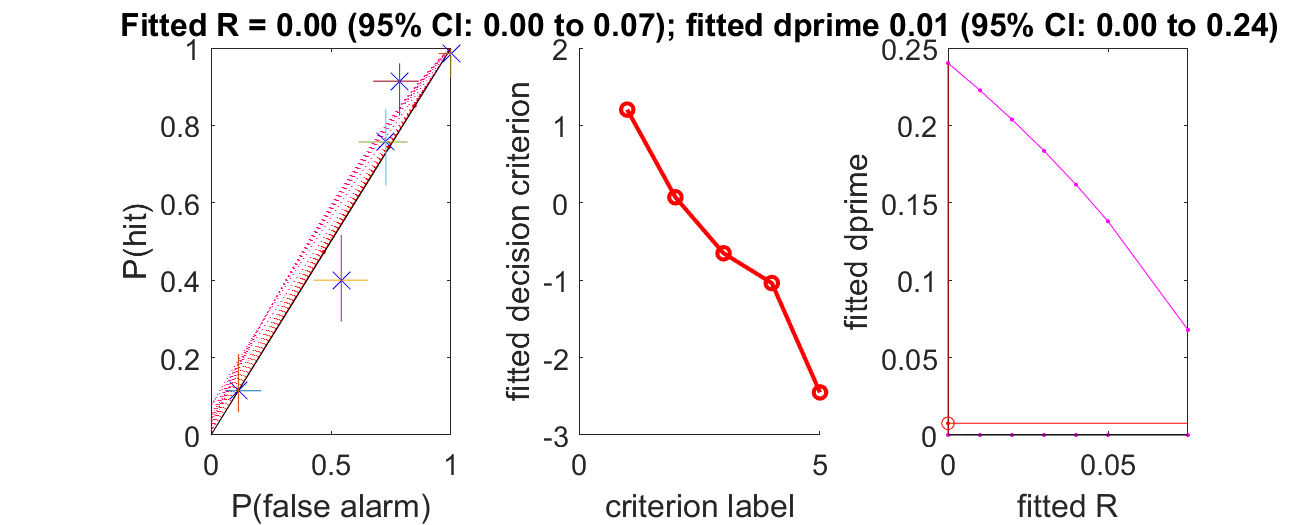 Fitted R = 0.00 (95% CI: 0.00 to 0.07); fitted dprime 0.01 (95% CI: 0.00 to 0.24)
P(hit)
1
0.8
0.6
0.4
0.2
0
0 0.5 1
P(false alarm)
fitted decision criterion
2
1
0
-1
-2
-3
0 5
criterion label
fitted dprime
0.25
0.2
0.15
0.1
0.05
0
0 0.05
fitted R